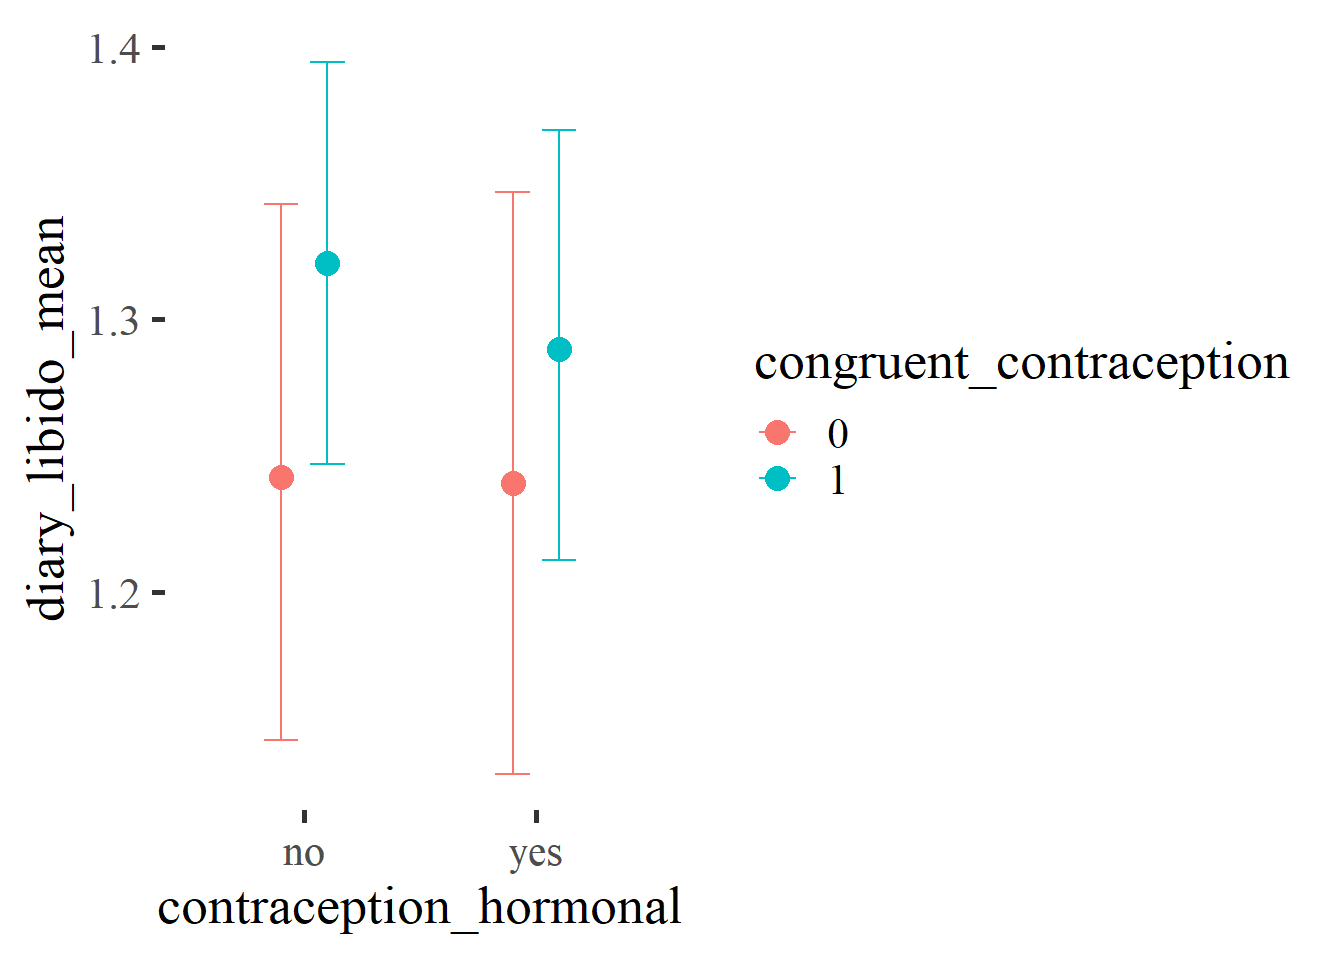 diary_libido_mean
1.4
1.3
1.2
no
yes
contraception_hormonal
congruent_contraception
0
1